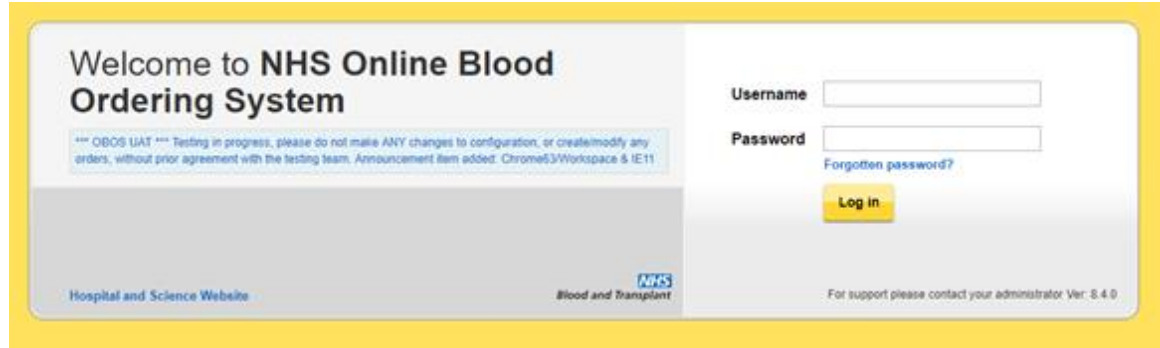 Welcome to NHS Online Blood
Ordering System
*** OBOS UAT *** Testing in progress, please do not make ANY changes to configuration, or create/modify any
orders, without prior agreement with the testing team. Announcement item added: Chrome63/Workspace & IE11
Username
Password
Forgotten password?
Log in
Hospital and Science Website
NHS
Blood and Transplant
For support please contact your administrator Ver: 8.4.0